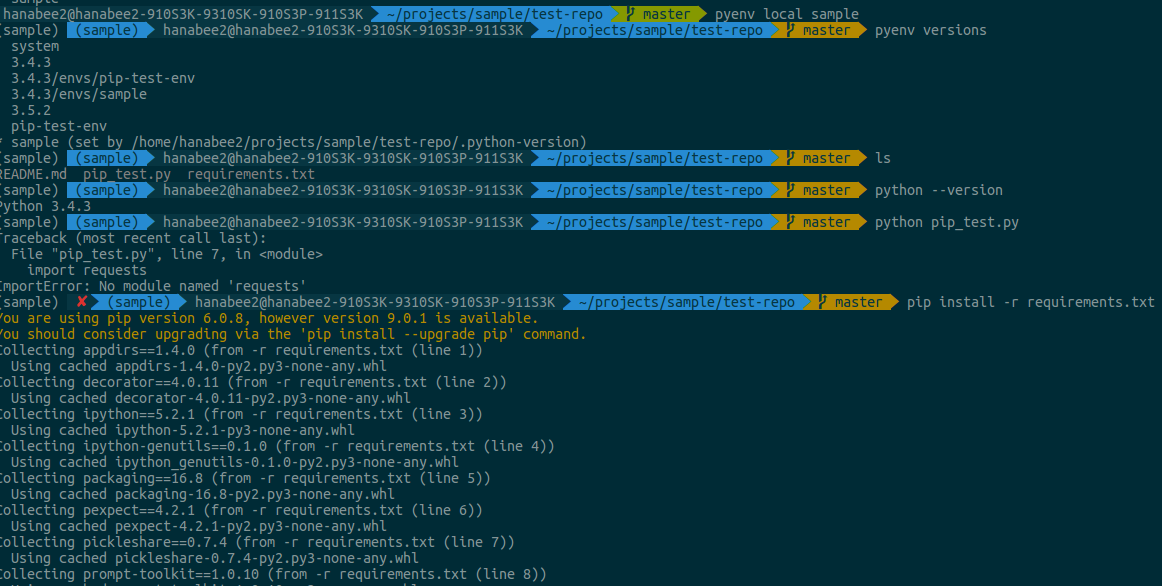 sample
hanabee2@hanabee2-910S3K-9310SK-910S3P-911S3K ~/projects/sample/test-repo master pyenv local sample
(sample) (sample) hanabee2@hanabee2-910S3K-9310SK-910S3P-911S3K ~/projects/sample/test-repo master pyenv versions
system
3.4.3
3.4.3/envs/pip-test-env
3.4.3/envs/sample
3.5.2
pip-test-env
* sample (set by /home/hanabee2/projects/sample/test-repo/.python-version)
(sample) (sample) hanabee2@hanabee2-910S3K-9310SK-910S3P-911S3K ~/projects/sample/test-repo master ls
README.md pip_test.py requirements.txt
(sample) (sample) hanabee2@hanabee2-910S3K-9310SK-910S3P-911S3K ~/projects/sample/test-repo master python --version
Python 3.4.3
(sample) (sample) hanabee2@hanabee2-910S3K-9310SK-910S3P-911S3K ~/projects/sample/test-repo master python pip_test.py
Traceback (most recent call last):
File "pip_test.py", line 7, in <module>
import requests
ImportError: No module named 'requests'
(sample) ✘ (sample) hanabee2@hanabee2-910S3K-9310SK-910S3P-911S3K ~/projects/sample/test-repo master pip install -r requirements.txt
You are using pip version 6.0.8, however version 9.0.1 is available.
You should consider upgrading via the 'pip install --upgrade pip' command.
Collecting appdirs==1.4.0 (from -r requirements.txt (line 1))
Using cached appdirs-1.4.0-py2.py3-none-any.whl
Collecting decorator==4.0.11 (from -r requirements.txt (line 2))
Using cached decorator-4.0.11-py2.py3-none-any.whl
Collecting ipython==5.2.1 (from -r requirements.txt (line 3))
Using cached ipython-5.2.1-py3-none-any.whl
Collecting ipython-genutils==0.1.0 (from -r requirements.txt (line 4))
Using cached ipython_genutils-0.1.0-py2.py3-none-any.whl
Collecting packaging==16.8 (from -r requirements.txt (line 5))
Using cached packaging-16.8-py2.py3-none-any.whl
Collecting pexpect==4.2.1 (from -r requirements.txt (line 6))
Using cached pexpect-4.2.1-py2.py3-none-any.whl
Collecting pickleshare==0.7.4 (from -r requirements.txt (line 7))
Using cached pickleshare-0.7.4-py2.py3-none-any.whl
Collecting prompt-toolkit==1.0.10 (from -r requirements.txt (line 8))